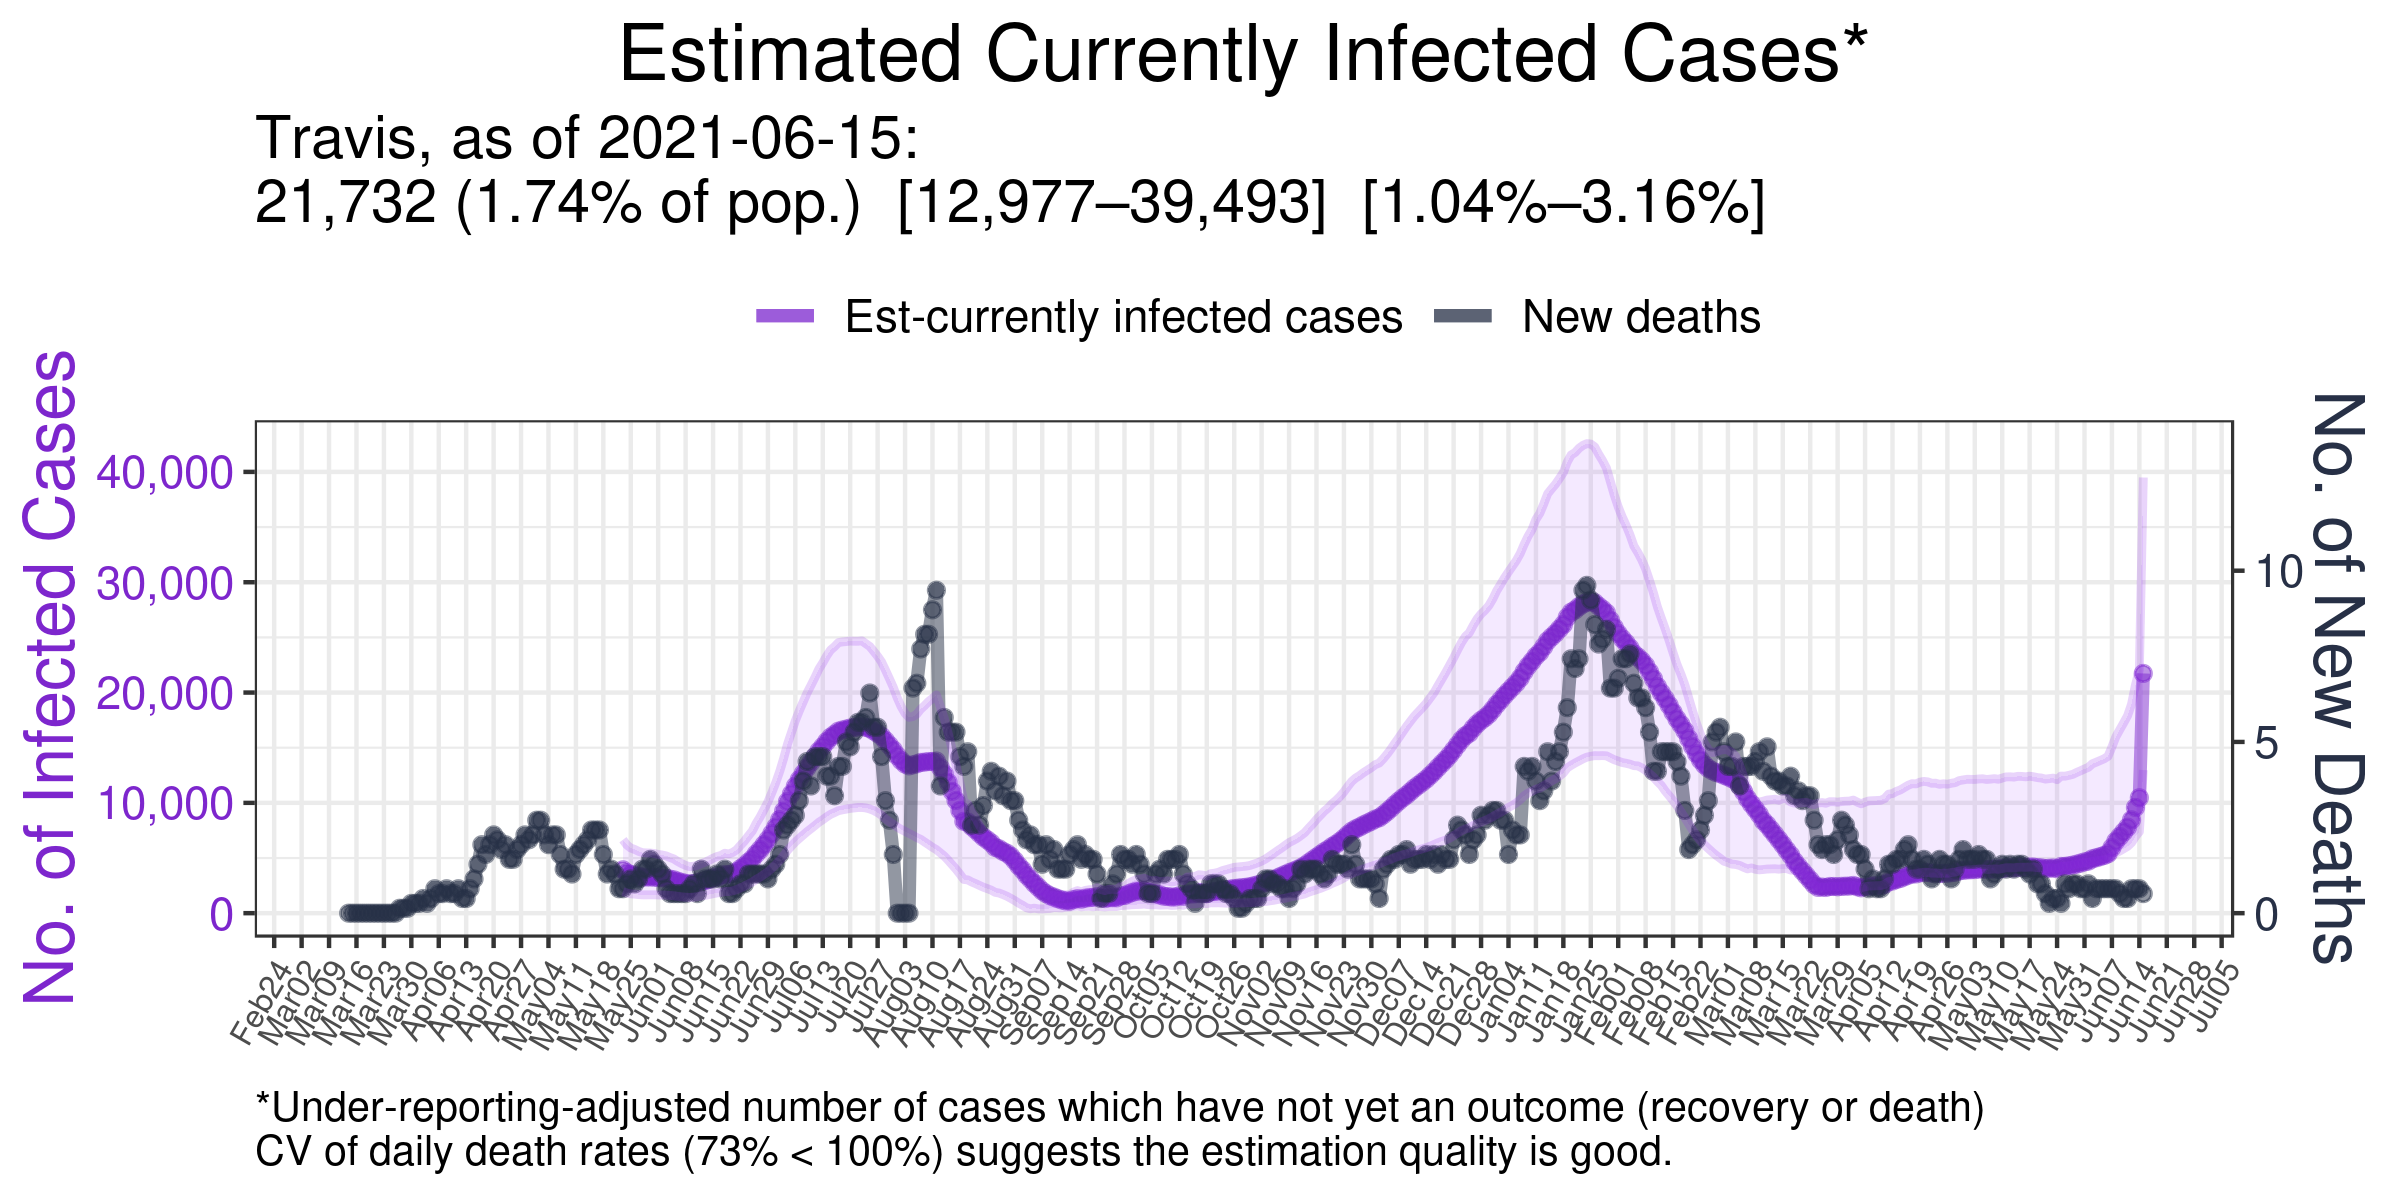 Estimated Currently Infected Cases*
Travis, as of 2021-06-15:
21,732 (1.74% of pop.)  [12,977–39,493]  [1.04%–3.16%]
Est-currently infected cases
New deaths
No. of Infected Cases
40,000
30,000
20,000
10,000
0
No. of New Deaths
10
5
0
Feb24
Mar02
Mar09
Mar16
Mar23
Mar30
Apr06
Apr13
Apr20
Apr27
May04
May11
May18
May25
Jun01
Jun08
Jun15
Jun22
Jun29
Jul06
Jul13
Jul20
Jul27
Aug03
Aug10
Aug17
Aug24
Aug31
Sep07
Sep14
Sep21
Sep28
Oct05
Oct12
Oct19
Oct26
Nov02
Nov09
Nov16
Nov23
Nov30
Dec07
Dec14
Dec21
Dec28
Jan04
Jan11
Jan18
Jan25
Feb01
Feb08
Feb15
Feb22
Mar01
Mar08
Mar15
Mar22
Mar29
Apr05
Apr12
Apr19
Apr26
May03
May10
May17
May24
May31
Jun07
Jun14
Jun21
Jun28
Jul05
*Under-reporting-adjusted number of cases which have not yet an outcome (recovery or death)
CV of daily death rates (73% < 100%) suggests the estimation quality is good.